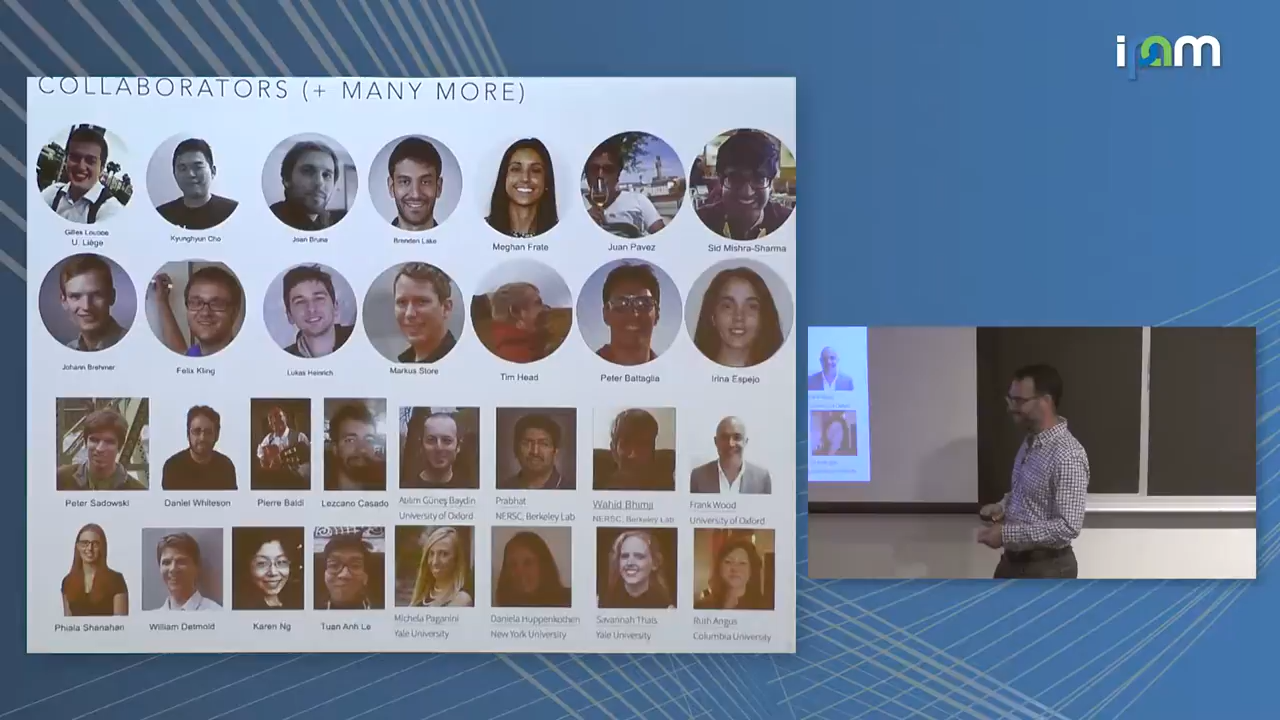 ipam
COLLABORATORS (+ MANY MORE)
Gilles Louppe
U. Liège
Kyunghyun Cho
Joan Bruna
Brenden Lake
Meghan Frate
Juan Pavez
Sid Mishra-Sharma
Johann Brehmer
Felix Kling
Lukas Heinrich
Markus Stoye
Tim Head
Peter Battaglia
Irina Espejo
Peter Sadowski
Daniel Whiteson
Pierre Baldi
Lezcano Casado
Atılım Güneş Baydin
University of Oxford
Prabhat
NERSC, Berkeley Lab
Wahid Bhimji
NERSC, Berkeley Lab
Frank Wood
University of Oxford
Phiala Shanahan
William Detmold
Karen Ng
Tuan Anh Le
Michela Paganini
Yale University
Daniela Huppenkothen
New York University
Savannah Thais
Yale University
Ruth Angus
Columbia University